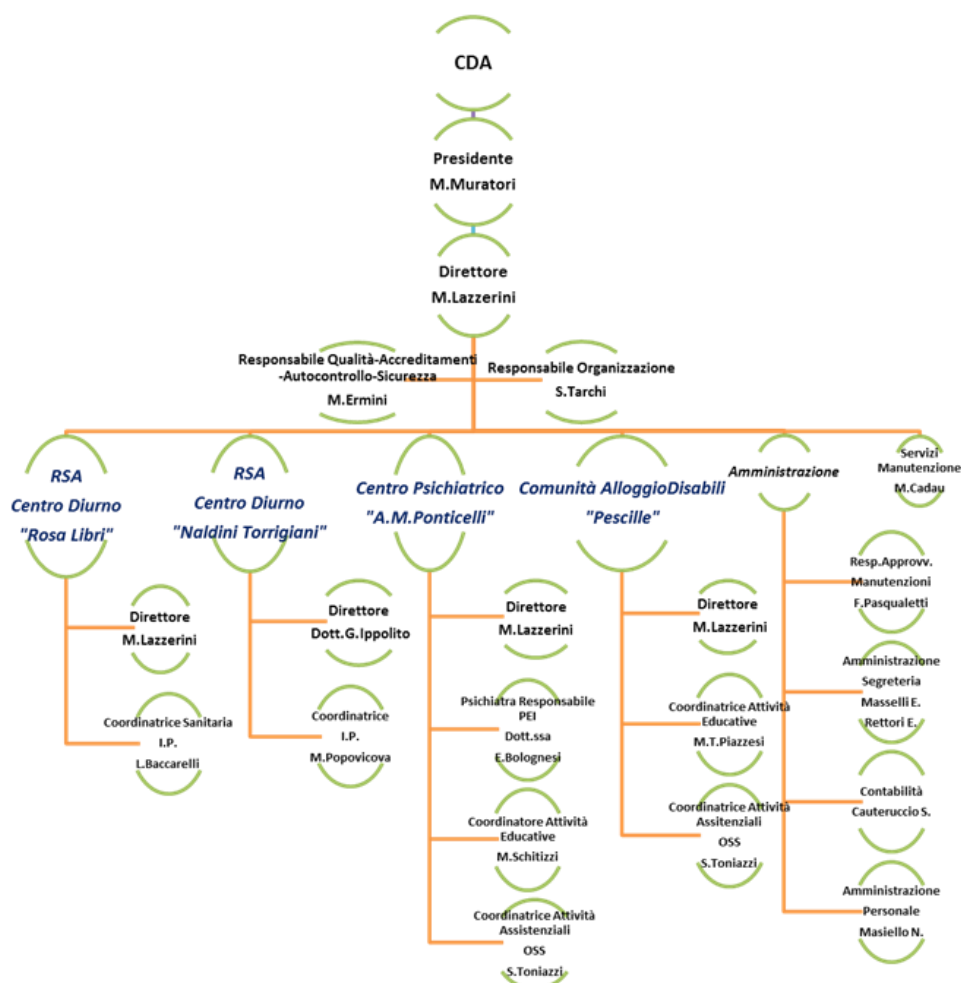 CDA
Presidente
M.Muratori
Direttore
M.Lazzerini
Responsabile Qualità-Accreditamenti
-Autocontrollo-Sicurezza
M.Ermini
Responsabile Organizzazione
S.Tarchi
RSA
Centro Diurno
"Rosa Libri"
Direttore
M.Lazzerini
Coordinatrice Sanitaria
I.P.
L.Baccarelli
RSA
Centro Diurno
"Naldini Torrigiani"
Direttore
Dott.G.Ippolito
Coordinatrice
I.P.
M.Popovicova
Centro Psichiatrico
"A.M.Ponticelli"
Direttore
M.Lazzerini
Psichiatra Responsabile
PEI
Dott.ssa
E.Bolognesi
Coordinatore Attività
Educative
M.Schitizzi
Coordinatrice Attività
Assistenziali
OSS
S.Toniazzi
Comunità AlloggioDisabili
"Pescille"
Direttore
M.Lazzerini
Coordinatrice Attività
Educative
M.T.Piazzesi
Coordinatrice Attività
Assitenziali
OSS
S.Toniazzi
Amministrazione
Resp.Approvv.
Manutenzioni
F.Pasqualetti
Amministrazione
Segreteria
Masselli E.
Rettori E.
Contabilità
Cauteruccio S.
Amministrazione
Personale
Masiello N.
Servizi
Manutenzione
M.Cadau